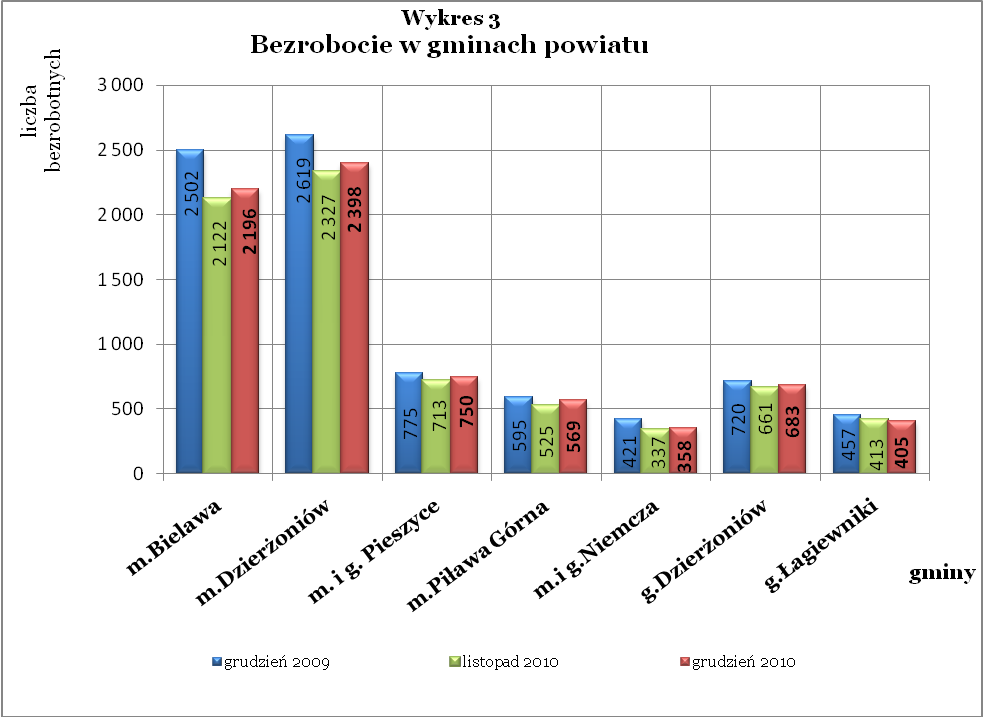 Wykres 3
Bezrobocie w gminach powiatu
liczba
bezrobotnych
3 000
2 500
2 000
1 500
1 000
500
0
2 502
2 122
2 196
2 619
2 327
2 398
775
713
750
595
525
569
421
337
358
720
661
683
457
413
405
m.Bielawa
m.Dzierżoniów
m. i g. Pieszyce
m.Piława Górna
m.i g.Niemcza
g.Dzierżoniów
g.Łagiewniki
gminy
grudzień 2009
listopad 2010
grudzień 2010